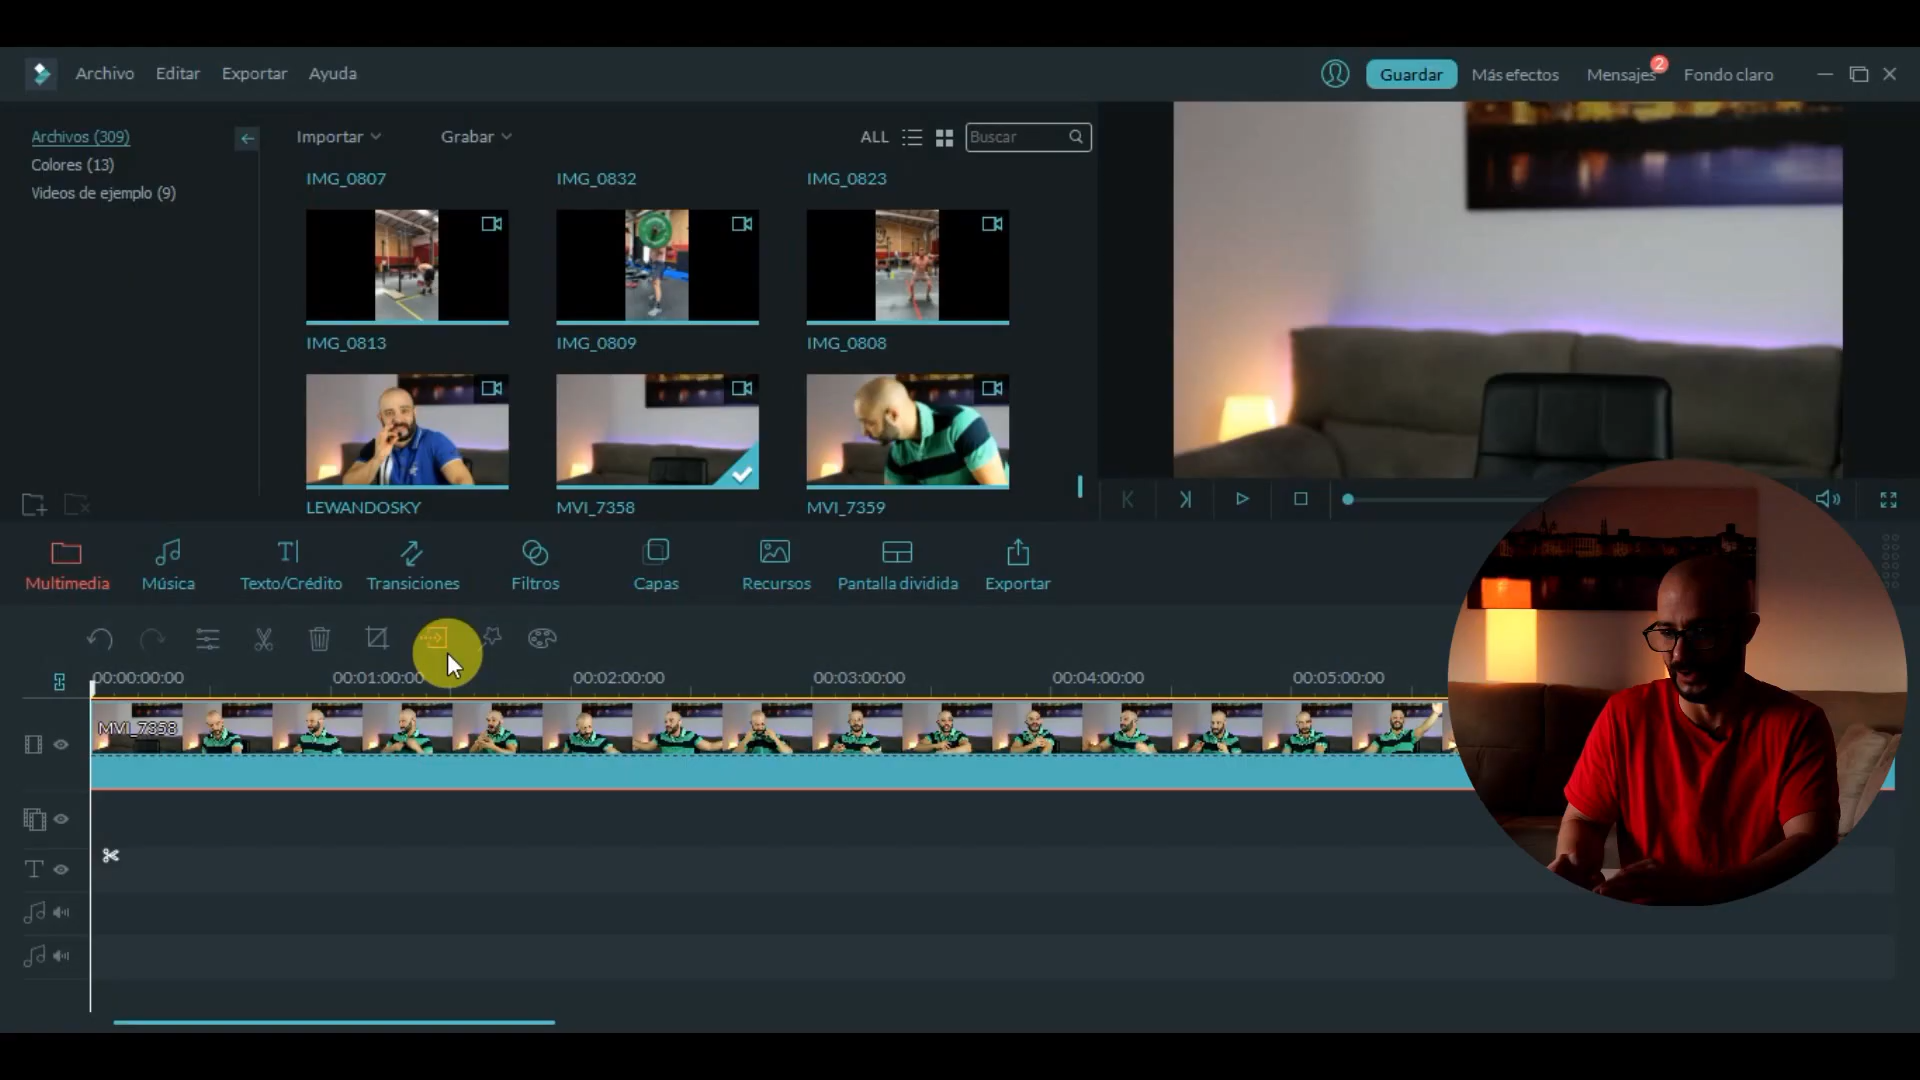 Archivo Editar Exportar Ayuda
Guardar Más efectos Mensajes 2 Fondo claro
Archivos (309)
Colores (13)
Videos de ejemplo (9)
Importar Grabar ALL Buscar
IMG_0807 IMG_0832 IMG_0823
IMG_0813 IMG_0809 IMG_0808
LEWANDOSKY MVI_7358 MVI_7359
Multimedia Música Texto/Crédito Transiciones Filtros Capas Recursos Pantalla dividida Exportar
00:00:00:00 00:01:00:00 00:02:00:00 00:03:00:00 00:04:00:00 00:05:00:00
MVI_7358